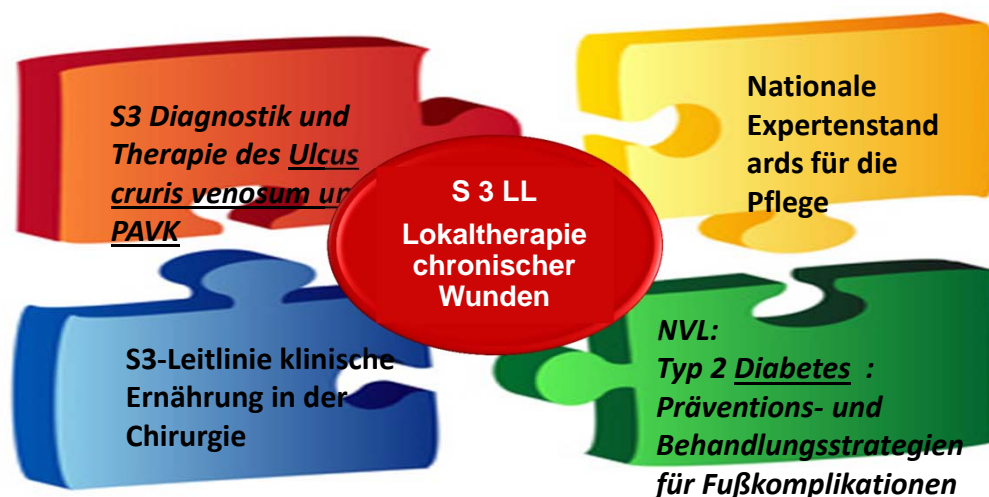 S3 Diagnostik und
Therapie des Ulcus
cruris venosum
PAVK
Nationale
Expertenstand
ards für die
Pflege
S 3 LL
Lokaltherapie
chronischer
Wunden
S3-Leitlinie klinische
Ernährung in der
Chirurgie
NVL:
Typ 2 Diabetes :
Präventions- und
Behandlungsstrategien
für Fußkomplikationen